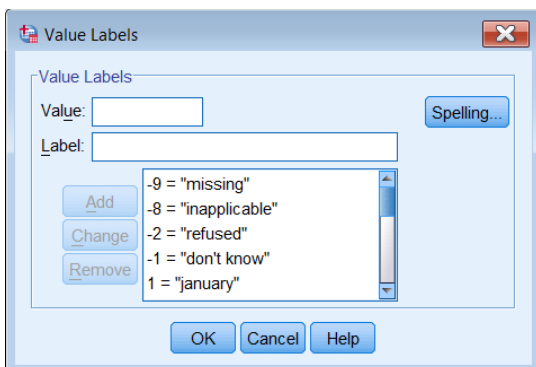 Value Labels
Value Labels
Value:
Spelling...
Label:
Add
Change
Remove
-9 = "missing"
-8 = "inapplicable"
-2 = "refused"
-1 = "don't know"
1 = "january"
OK Cancel Help